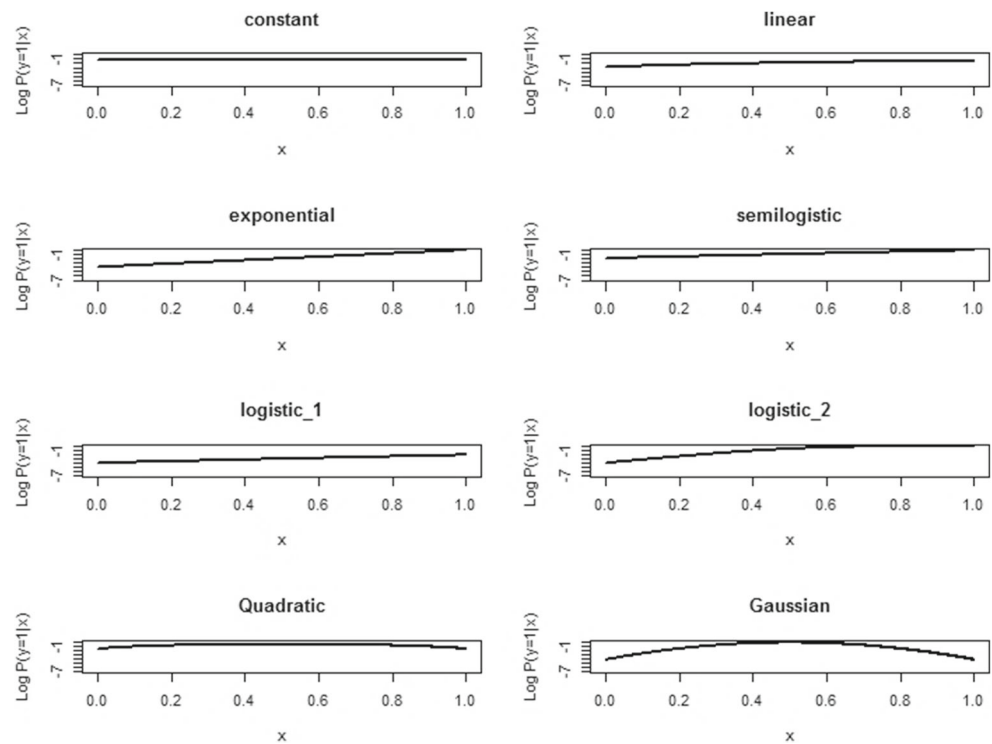 constant
Log P(y=1|x)
-1
-7
0.0 0.2 0.4 0.6 0.8 1.0
x
linear
Log P(y=1|x)
-1
-7
0.0 0.2 0.4 0.6 0.8 1.0
x
exponential
Log P(y=1|x)
-1
-7
0.0 0.2 0.4 0.6 0.8 1.0
x
semilogistic
Log P(y=1|x)
-1
-7
0.0 0.2 0.4 0.6 0.8 1.0
x
logistic_1
Log P(y=1|x)
-1
-7
0.0 0.2 0.4 0.6 0.8 1.0
x
logistic_2
Log P(y=1|x)
-1
-7
0.0 0.2 0.4 0.6 0.8 1.0
x
Quadratic
Log P(y=1|x)
-1
-7
0.0 0.2 0.4 0.6 0.8 1.0
x
Gaussian
Log P(y=1|x)
-1
-7
0.0 0.2 0.4 0.6 0.8 1.0
x